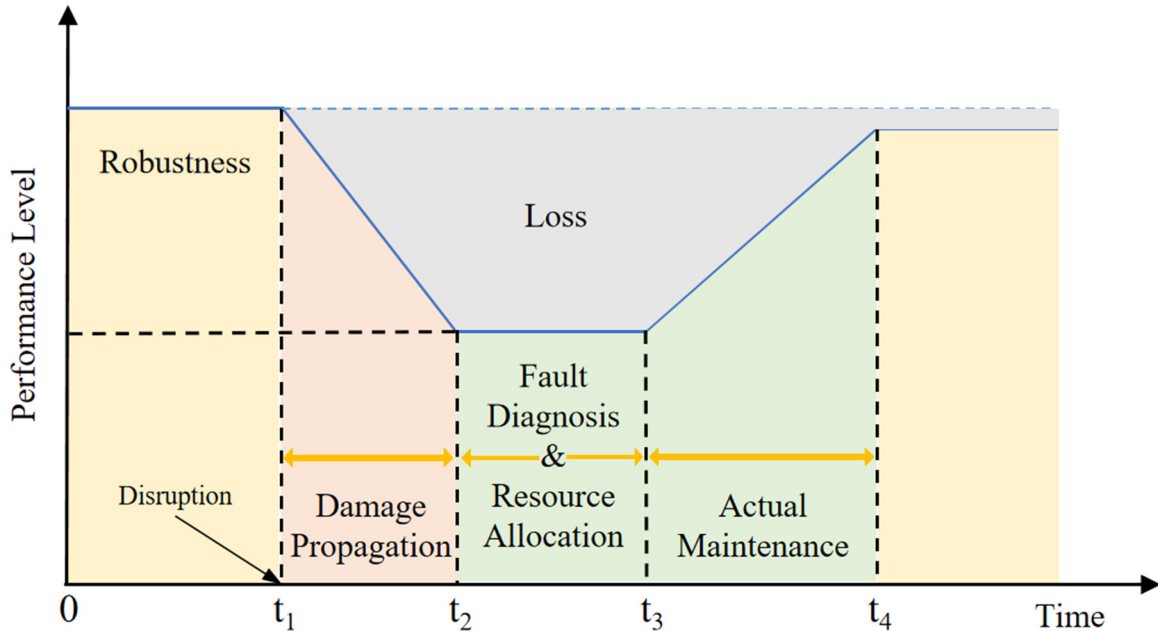 Performance Level
Robustness
Loss
Fault
Diagnosis
&
Resource
Allocation
Disruption
Damage
Propagation
Actual
Maintenance
0
t₁
t₂
t₃
t₄
Time